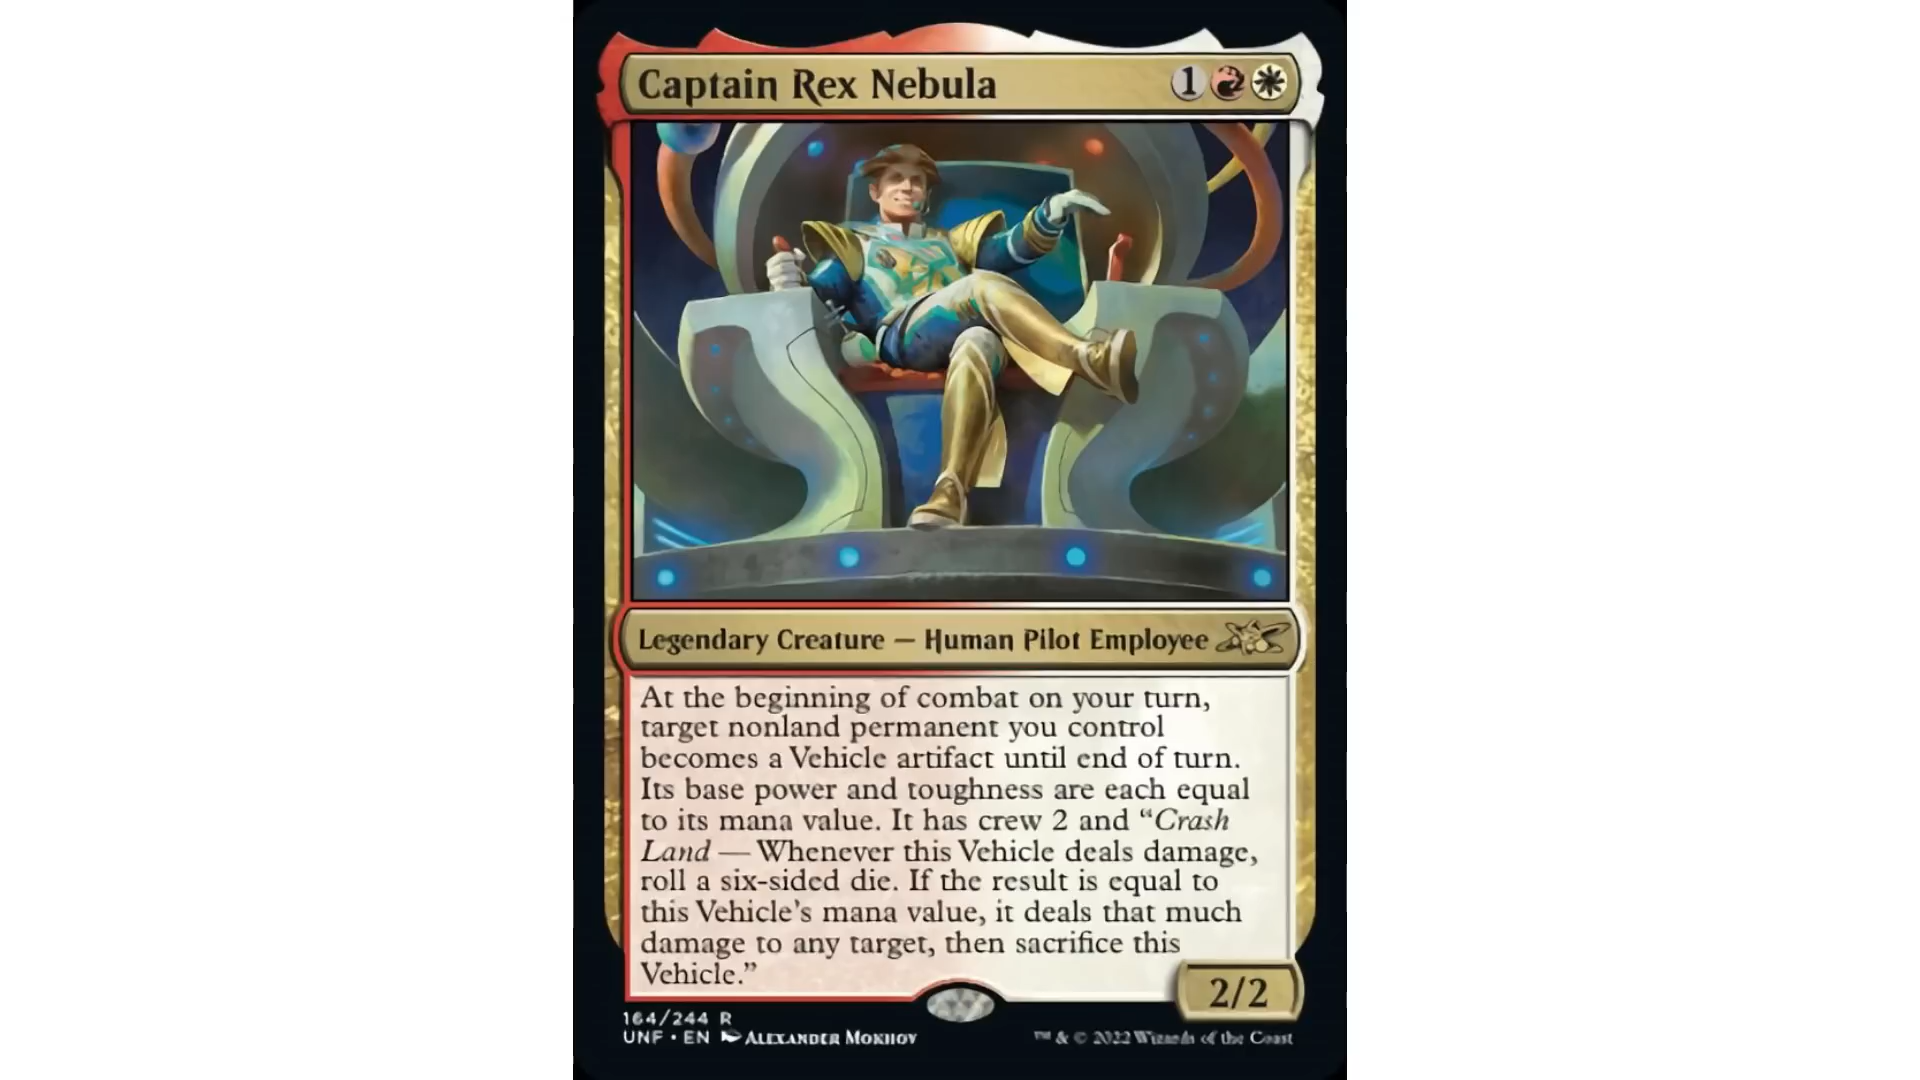 Captain Rex Nebula 1
Legendary Creature — Human Pilot Employee
At the beginning of combat on your turn,
target nonland permanent you control
becomes a Vehicle artifact until end of turn.
Its base power and toughness are each equal
to its mana value. It has crew 2 and “Crash
Land — Whenever this Vehicle deals damage,
roll a six-sided die. If the result is equal to
this Vehicle’s mana value, it deals that much
damage to any target, then sacrifice this
Vehicle.”
2/2
164/244 R
UNF • EN Alexander Mokhov
™ & © 2022 Wizards of the Coast